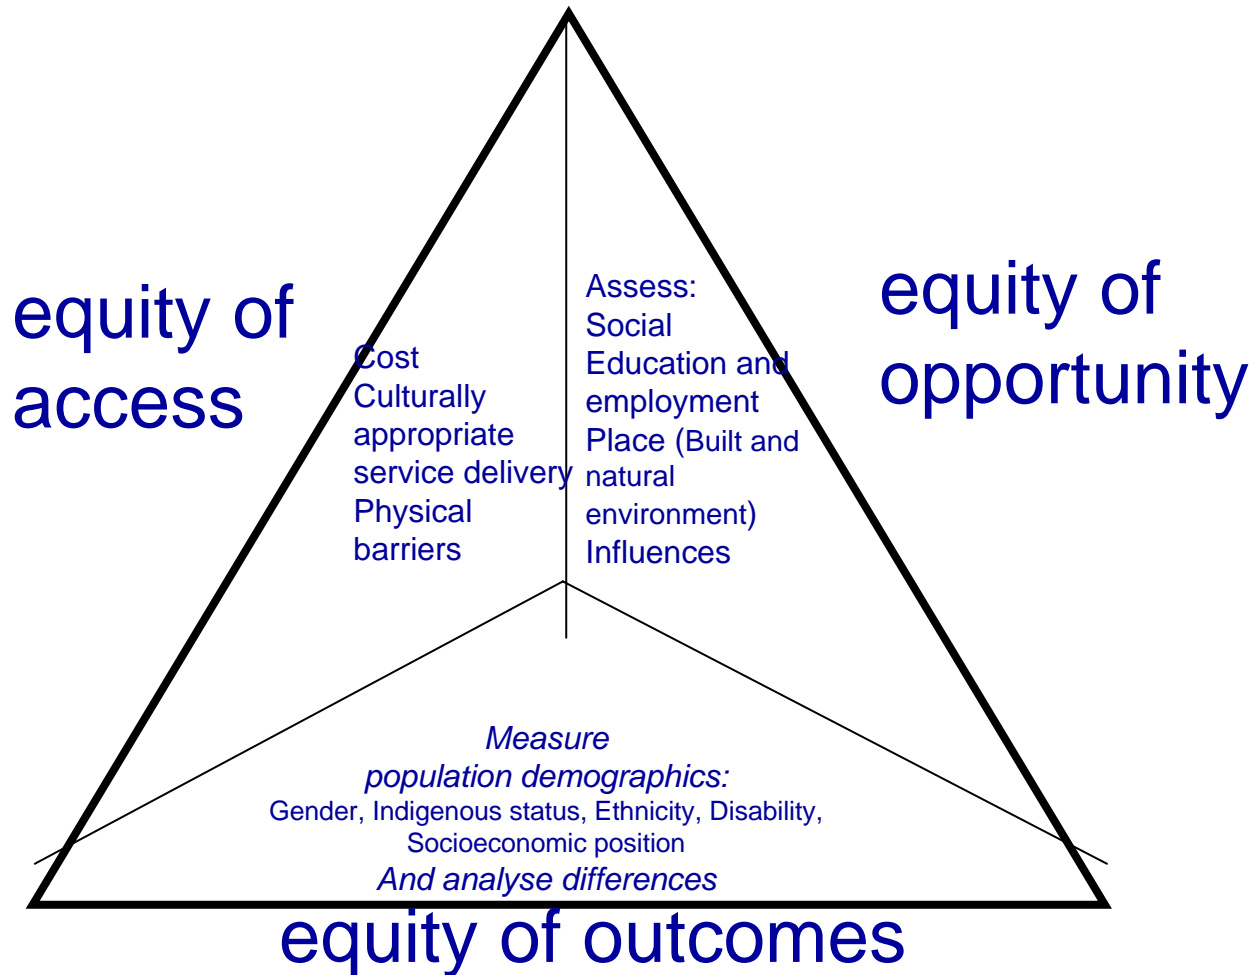 equity of
access
Cost
Culturally
appropriate
service delivery
Physical
barriers
Assess:
Social
Education and
employment
Place (Built and
natural
environment)
Influences
equity of
opportunity
Measure
population demographics:
Gender, Indigenous status, Ethnicity, Disability,
Socioeconomic position
And analyse differences
equity of outcomes